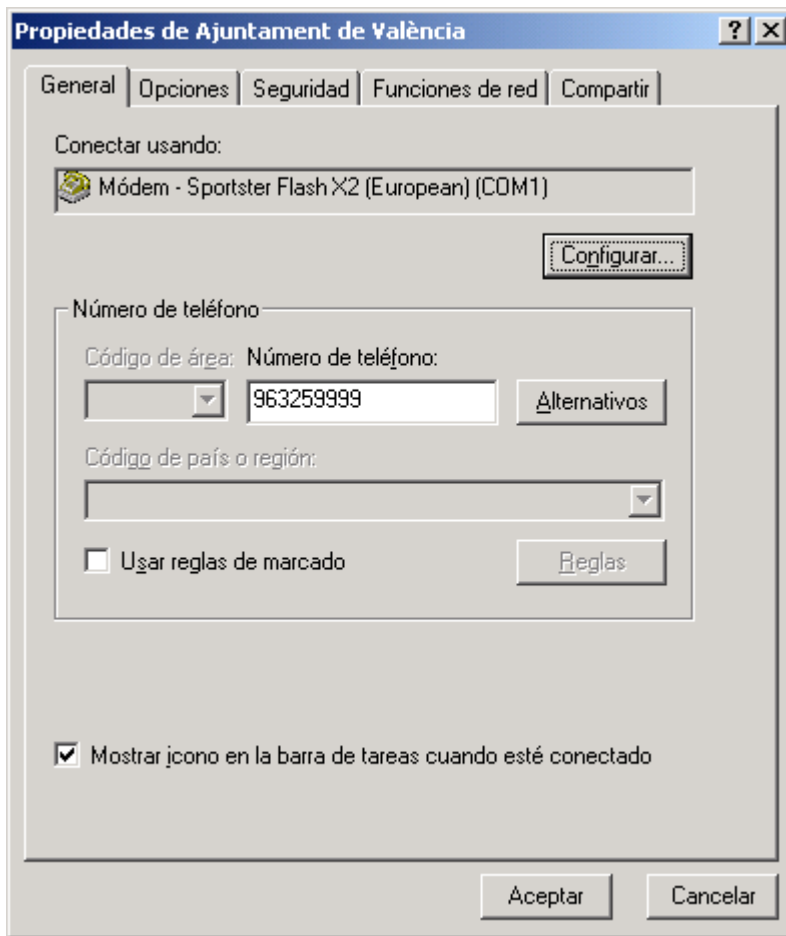 Propiedades de Ajuntament de València
General Opciones Seguridad Funciones de red Compartir
Conectar usando:
Módem - Sportster Flash X2 (European) (COM1)
Configurar...
Número de teléfono
Código de área: Número de teléfono:
963259999 Alternativos
Código de país o región:
Usar reglas de marcado Reglas
Mostrar icono en la barra de tareas cuando esté conectado
Aceptar Cancelar